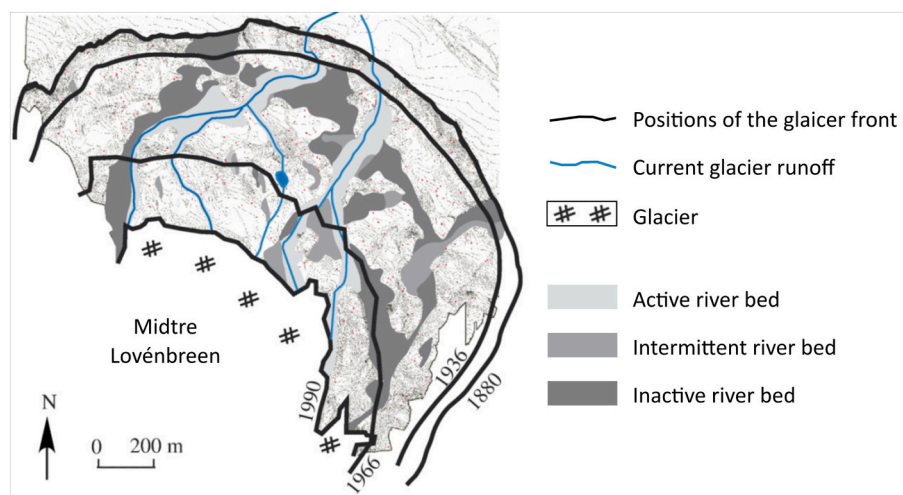 Positions of the glaicer front
Current glacier runoff
Glacier
Active river bed
Intermittent river bed
Inactive river bed
Midtre
Lovénbreen
N
0 200 m
1990
1966
1936
1880